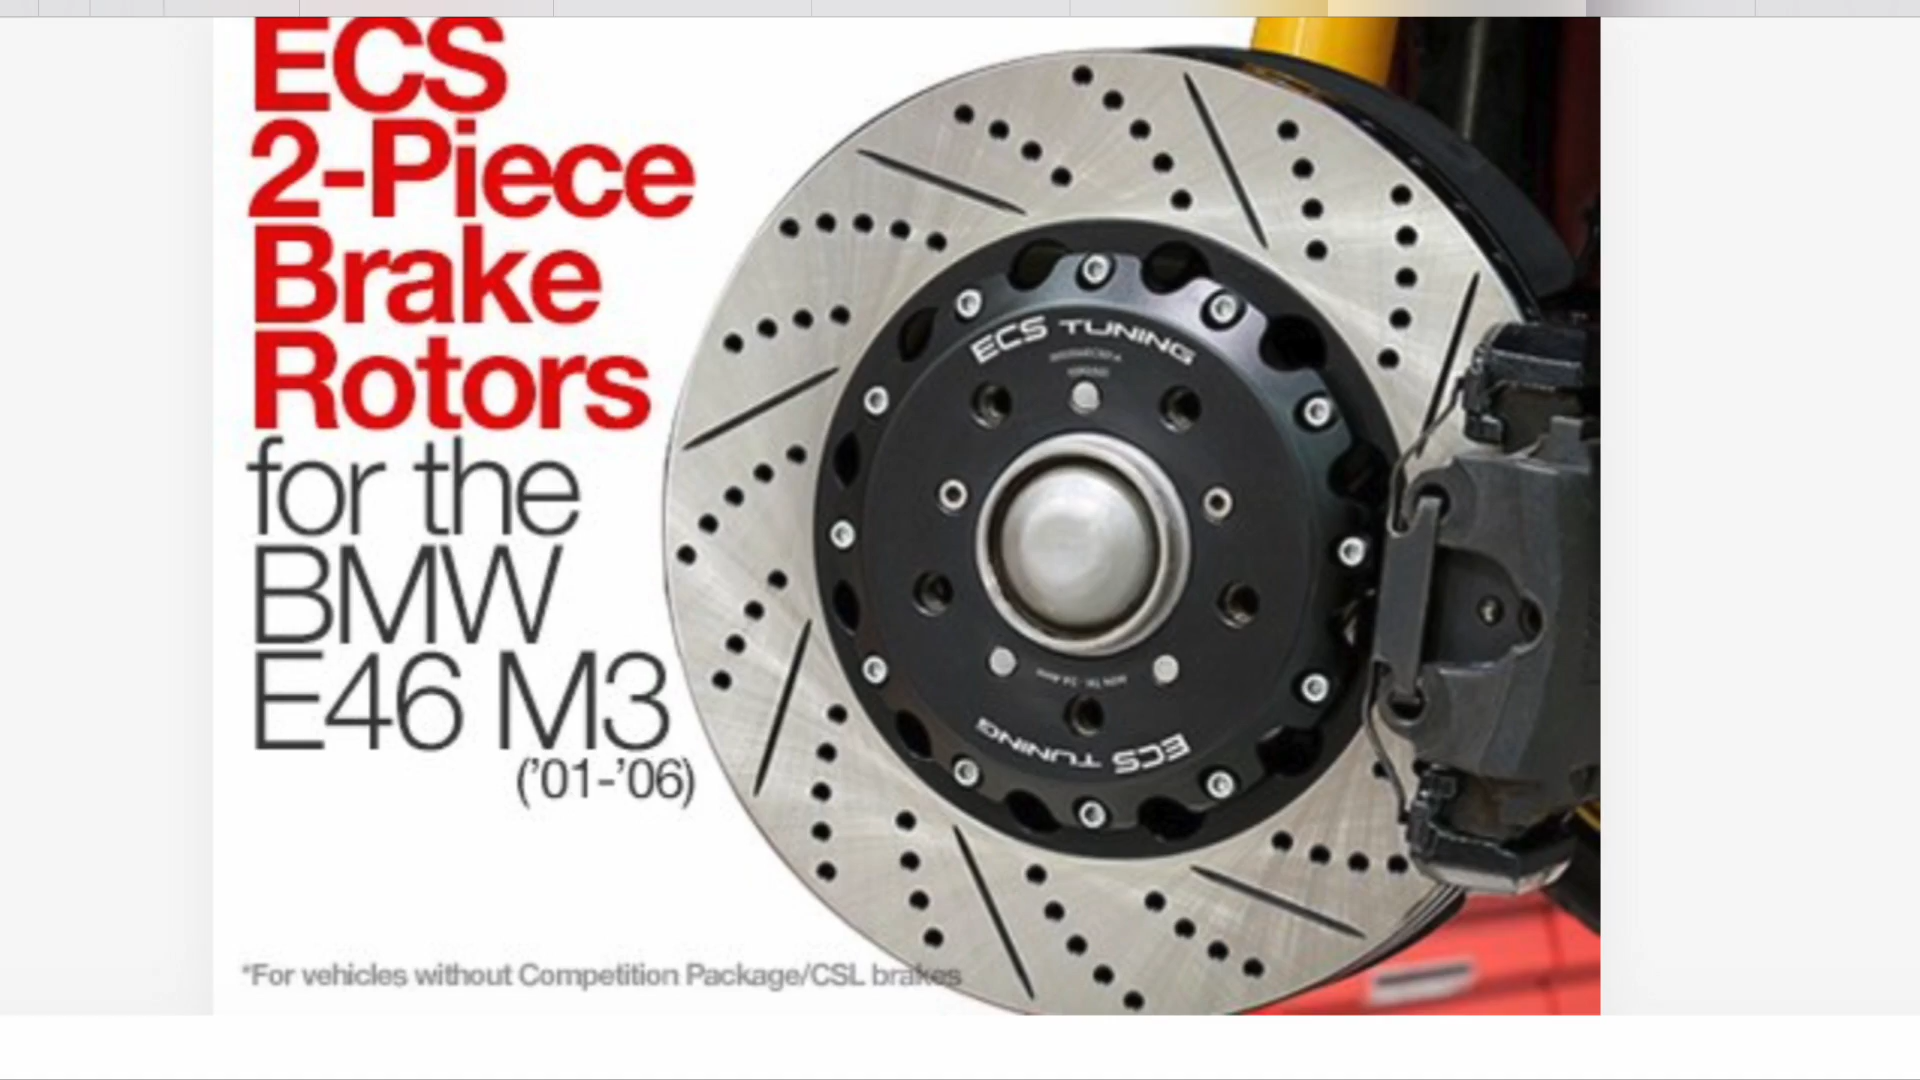 ECS
2-Piece
Brake
Rotors
for the
BMW
E46 M3
('01-'06)
ECS TUNING
ECS TUNING
*For vehicles without Competition Package/CSL brakes